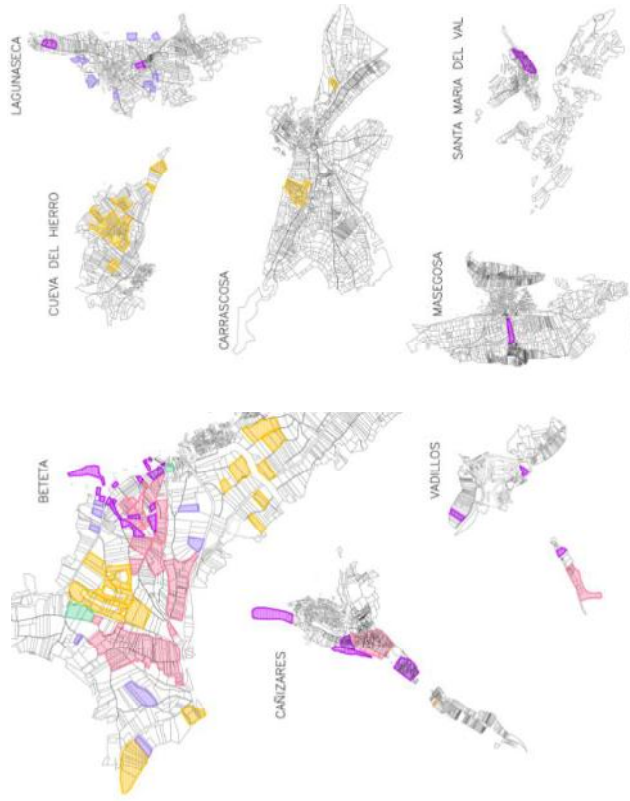 LAGUNASECA
CUEVA DEL HIERRO
CARRASCOSA
SANTA MARIA DEL VAL
MASEGOSA
BETETA
CAÑIZARES
VADILLOS